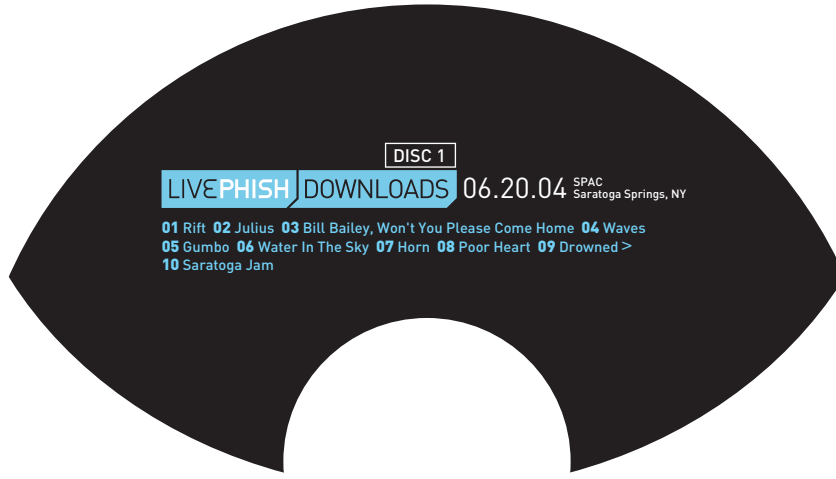 DISC 1
LIVEPHISH DOWNLOADS 06.20.04 SPAC
Saratoga Springs, NY
01 Rift 02 Julius 03 Bill Bailey, Won't You Please Come Home 04 Waves
05 Gumbo 06 Water In The Sky 07 Horn 08 Poor Heart 09 Drowned >
10 Saratoga Jam